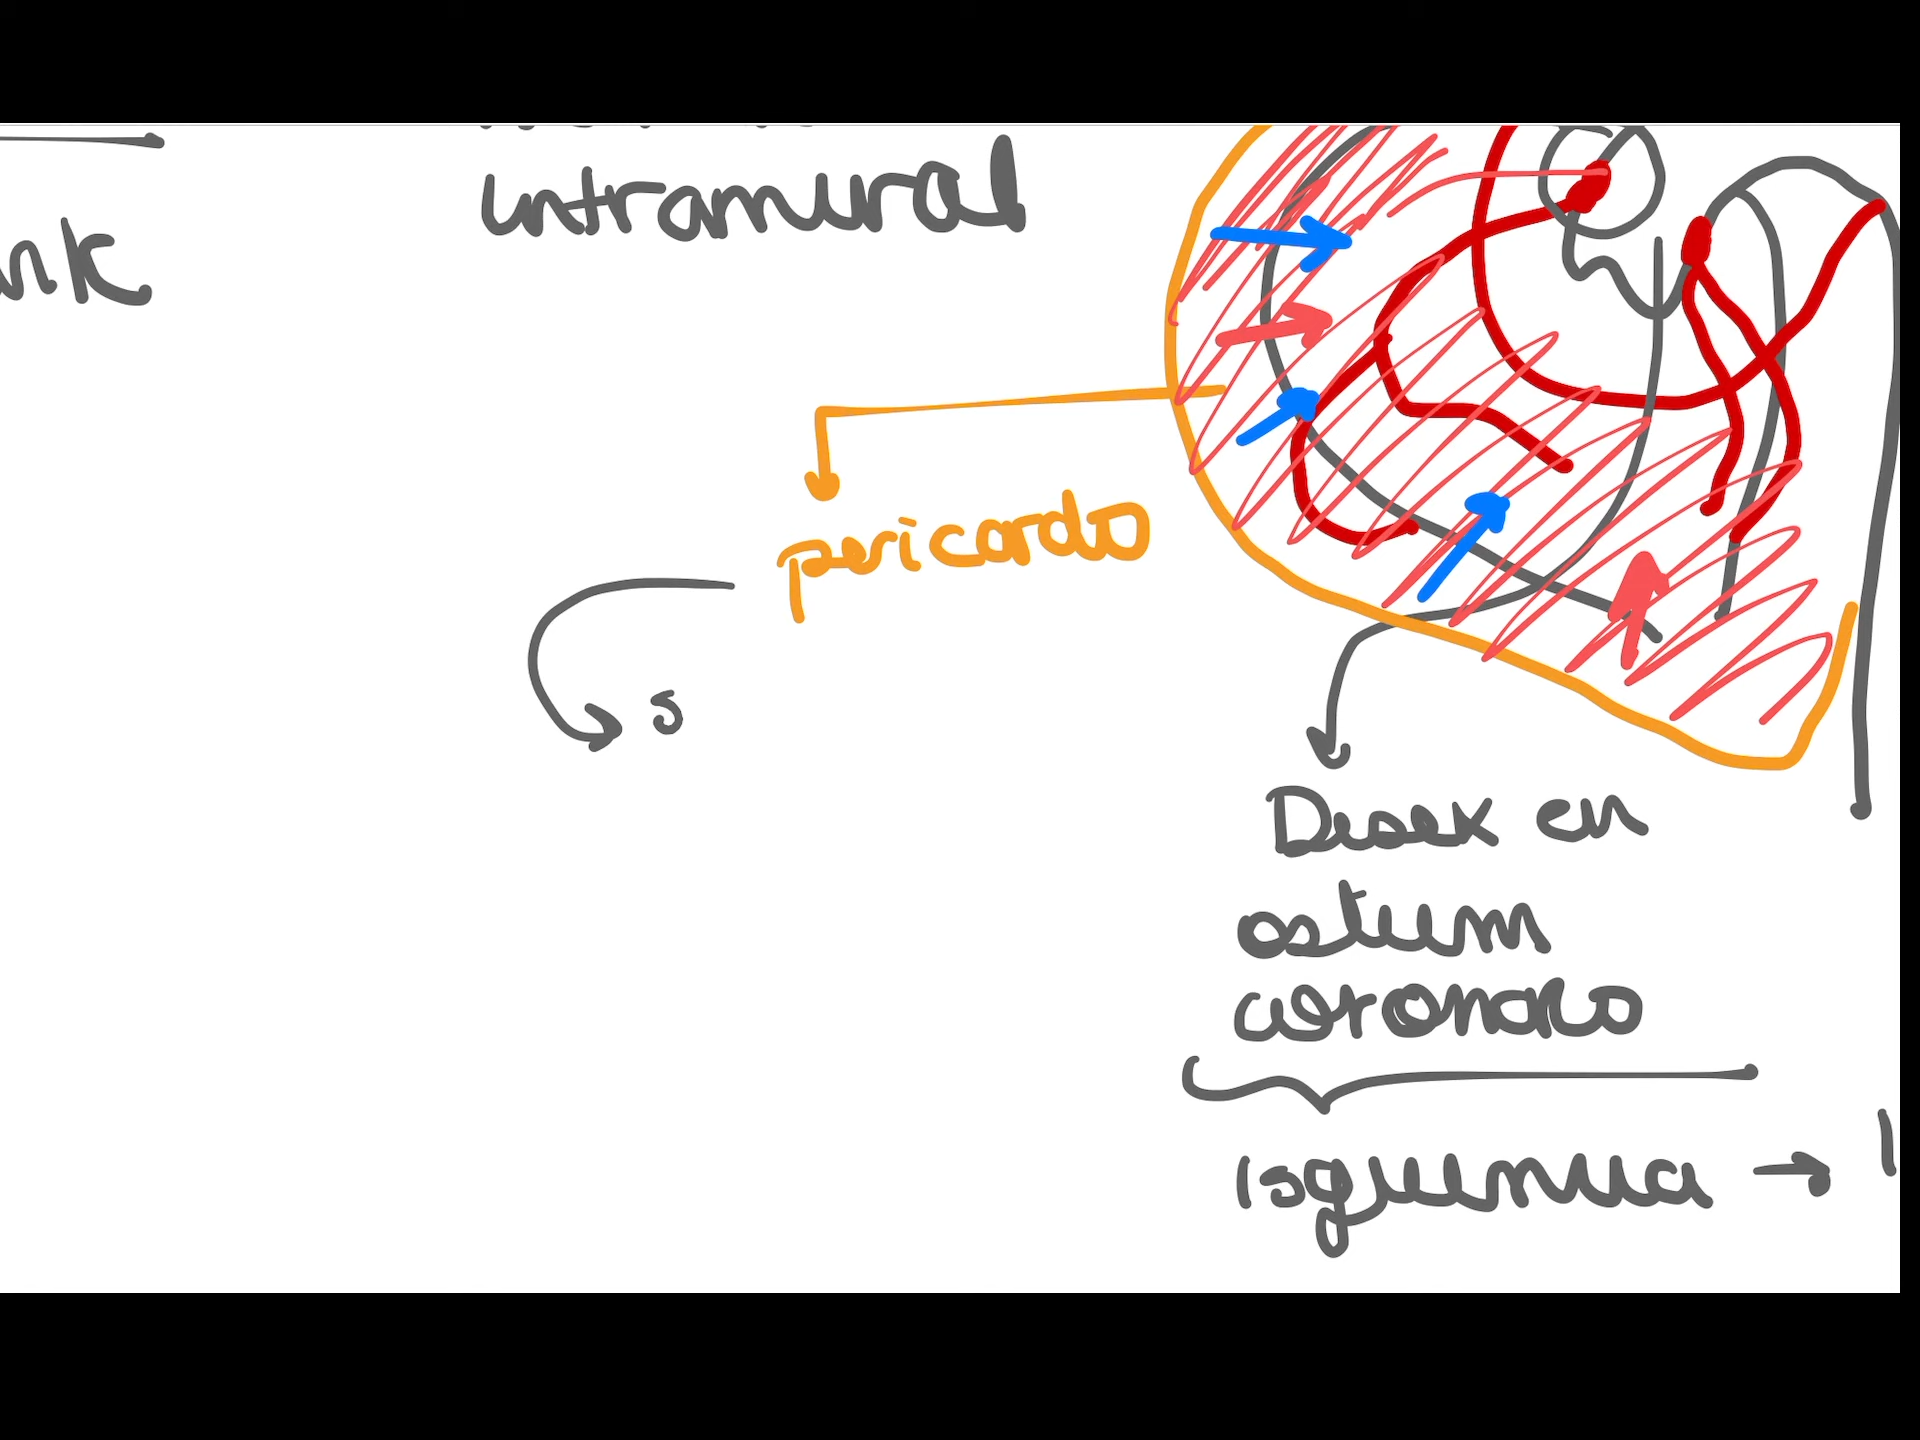 intramural
pericardio
s
Disex en
ostium
coronario
isquemia → I